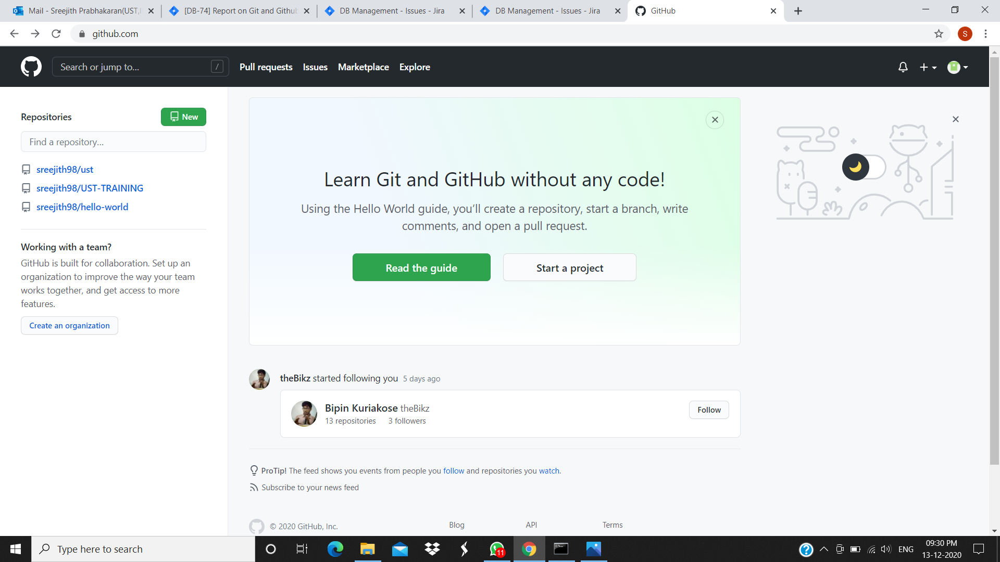 Mail - Sreejith Prabhakaran(UST,I
[DB-74] Report on Git and Github
DB Management - Issues - Jira
DB Management - Issues - Jira
GitHub
github.com
S
Search or jump to...
/
Pull requests
Issues
Marketplace
Explore
Repositories
New
Find a repository...
sreejith98/ust
sreejith98/UST-TRAINING
sreejith98/hello-world
Working with a team?
GitHub is built for collaboration. Set up an
organization to improve the way your team
works together, and get access to more
features.
Create an organization
Learn Git and GitHub without any code!
Using the Hello World guide, you’ll create a repository, start a branch, write
comments, and open a pull request.
Read the guide
Start a project
theBikz started following you 5 days ago
Bipin Kuriakose theBikz
13 repositories 3 followers
Follow
ProTip! The feed shows you events from people you follow and repositories you watch.
Subscribe to your news feed
© 2020 GitHub, Inc.
Blog
API
Terms
Type here to search
11
ENG
09:30 PM
13-12-2020